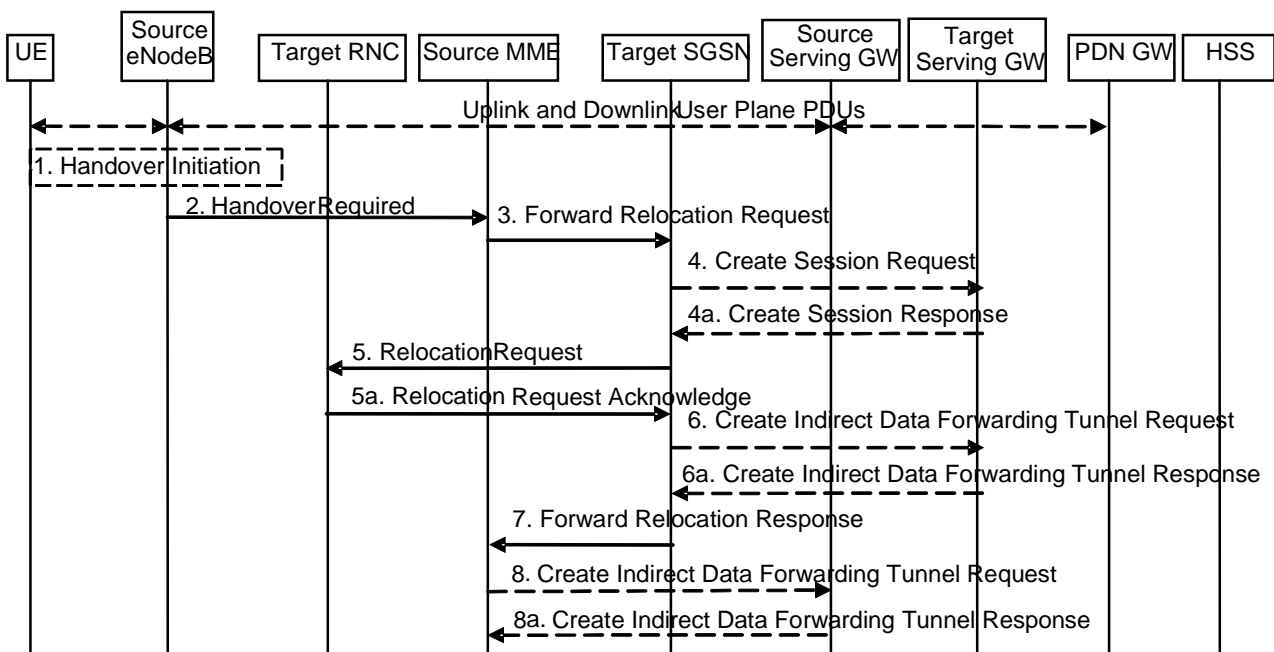 UE
Source
eNodeB
Target RNC
Source MME
Target SGSN
Source
Serving GW
Target
Serving GW
PDN GW
HSS
Uplink and Downlink User Plane PDUs
1. Handover Initiation
2. Handover Required
3. Forward Relocation Request
4. Create Session Request
4a. Create Session Response
5. Relocation Request
5a. Relocation Request Acknowledge
6. Create Indirect Data Forwarding Tunnel Request
6a. Create Indirect Data Forwarding Tunnel Response
7. Forward Relocation Response
8. Create Indirect Data Forwarding Tunnel Request
8a. Create Indirect Data Forwarding Tunnel Response